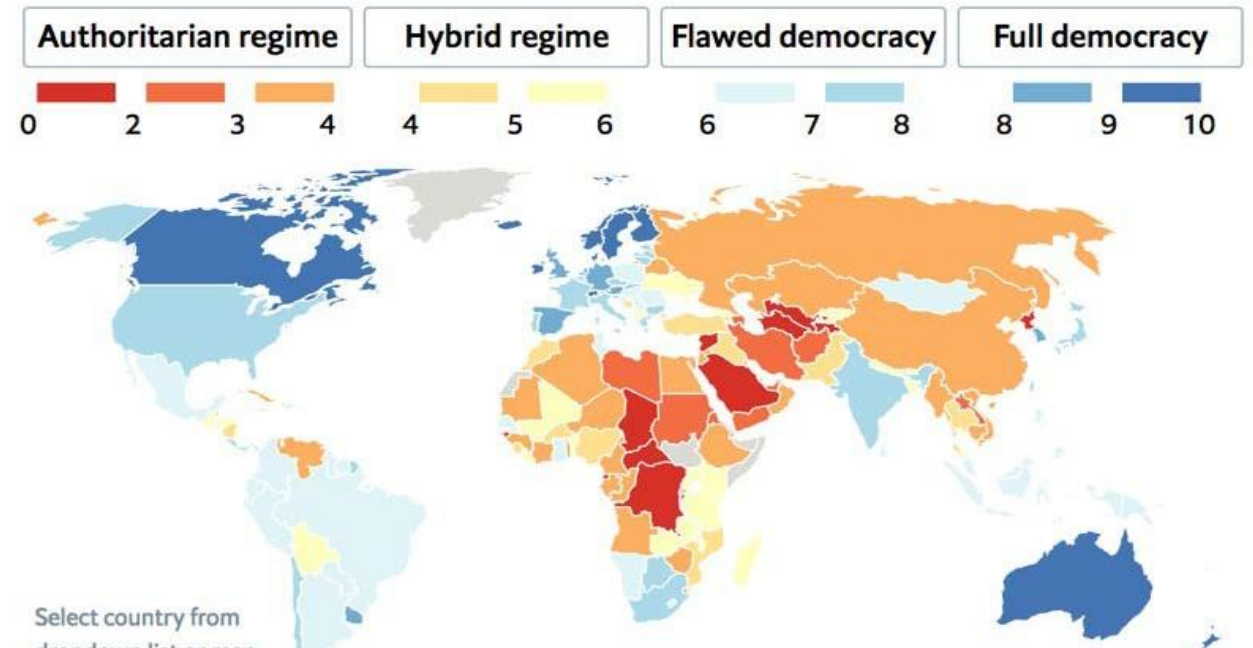 Authoritarian regime Hybrid regime Flawed democracy Full democracy
0 2 3 4 4 5 6 6 7 8 8 9 10
Select country from